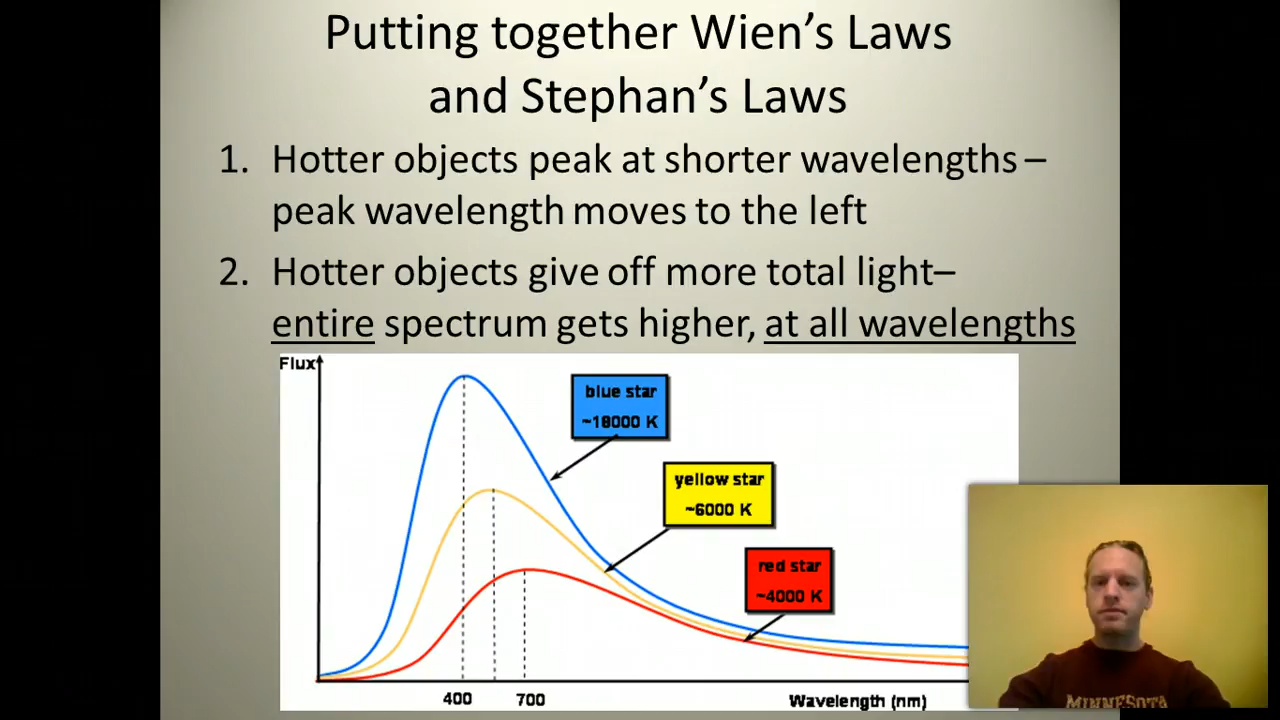 Putting together Wien's Laws
and Stephan's Laws
1. Hotter objects peak at shorter wavelengths –
peak wavelength moves to the left
2. Hotter objects give off more total light–
entire spectrum gets higher, at all wavelengths
Flux
blue star
~18000 K
yellow star
~6000 K
red star
~4000 K
400
700
Wavelength (nm)
MINNESOTA